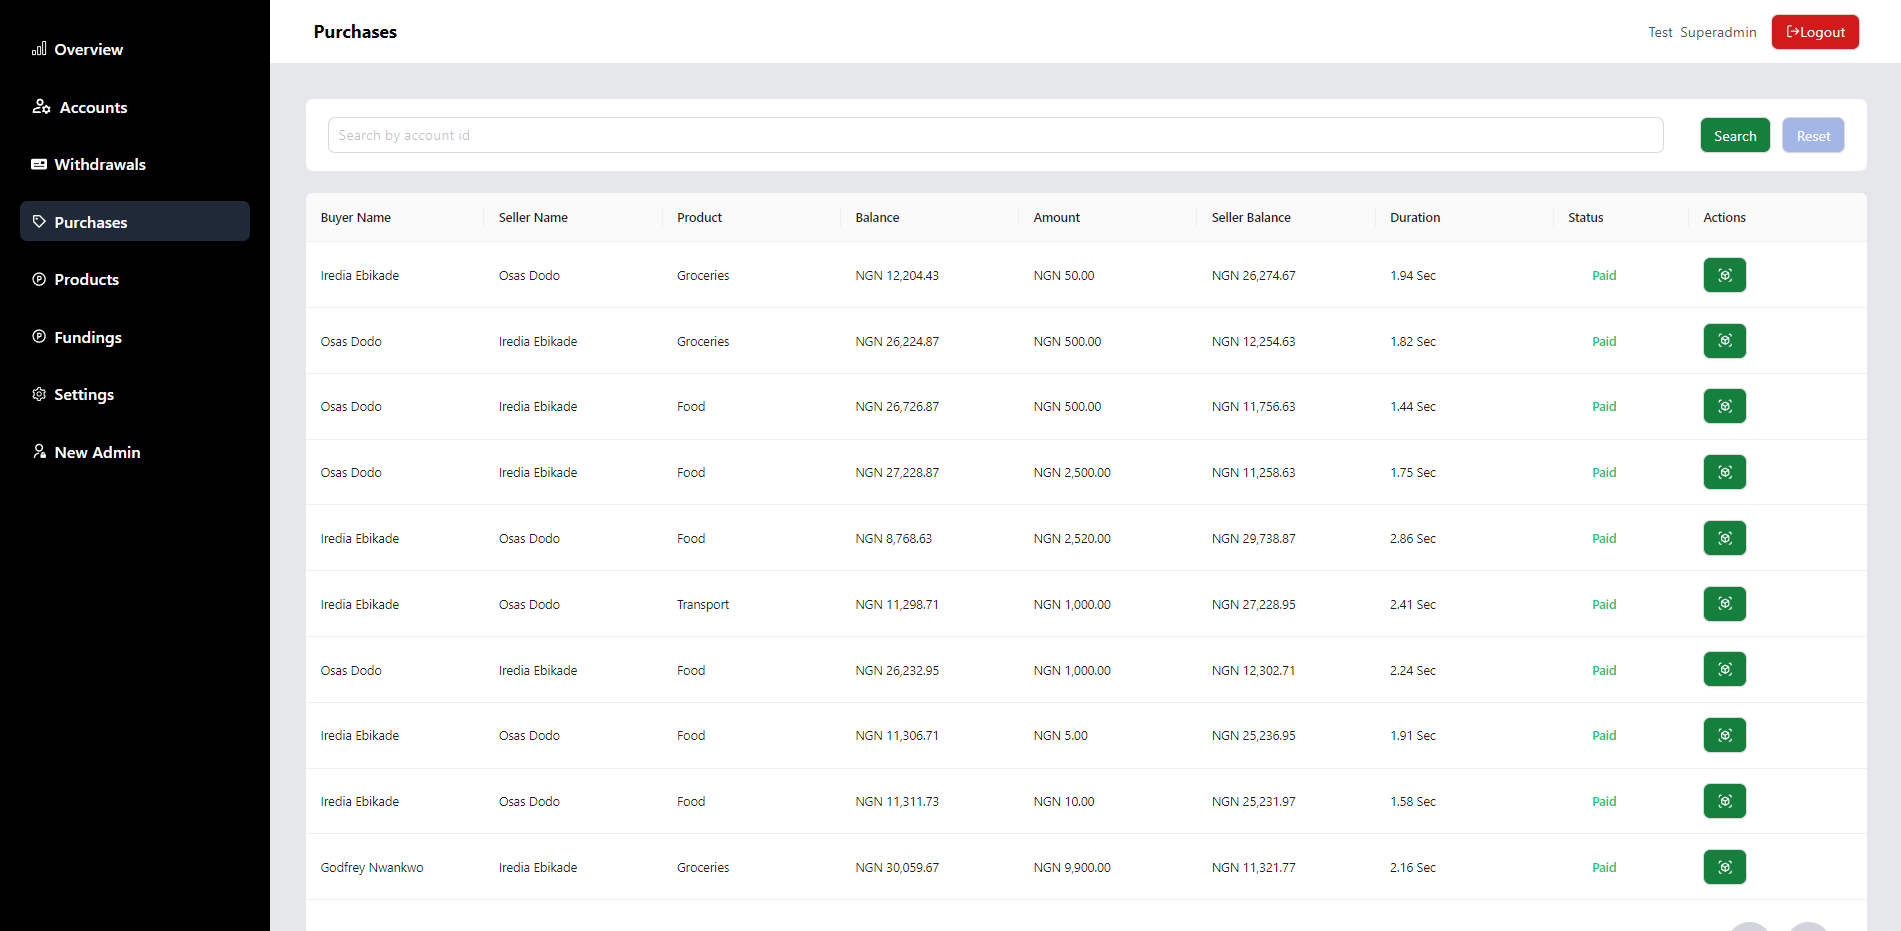 Overview
Accounts
Withdrawals
Purchases
Products
Fundings
Settings
New Admin
Purchases
Test Superadmin
Logout
Search by account id
Search
Reset
Buyer Name Seller Name Product Balance Amount Seller Balance Duration Status Actions
Iredia Ebikade Osas Dodo Groceries NGN 12,204.43 NGN 50.00 NGN 26,274.67 1.94 Sec Paid
Osas Dodo Iredia Ebikade Groceries NGN 26,224.87 NGN 500.00 NGN 12,254.63 1.82 Sec Paid
Osas Dodo Iredia Ebikade Food NGN 26,726.87 NGN 500.00 NGN 11,756.63 1.44 Sec Paid
Osas Dodo Iredia Ebikade Food NGN 27,228.87 NGN 2,500.00 NGN 11,258.63 1.75 Sec Paid
Iredia Ebikade Osas Dodo Food NGN 8,768.63 NGN 2,520.00 NGN 29,738.87 2.86 Sec Paid
Iredia Ebikade Osas Dodo Transport NGN 11,298.71 NGN 1,000.00 NGN 27,228.95 2.41 Sec Paid
Osas Dodo Iredia Ebikade Food NGN 26,232.95 NGN 1,000.00 NGN 12,302.71 2.24 Sec Paid
Iredia Ebikade Osas Dodo Food NGN 11,306.71 NGN 5.00 NGN 25,236.95 1.91 Sec Paid
Iredia Ebikade Osas Dodo Food NGN 11,311.73 NGN 10.00 NGN 25,231.97 1.58 Sec Paid
Godfrey Nwankwo Iredia Ebikade Groceries NGN 30,059.67 NGN 9,900.00 NGN 11,321.77 2.16 Sec Paid